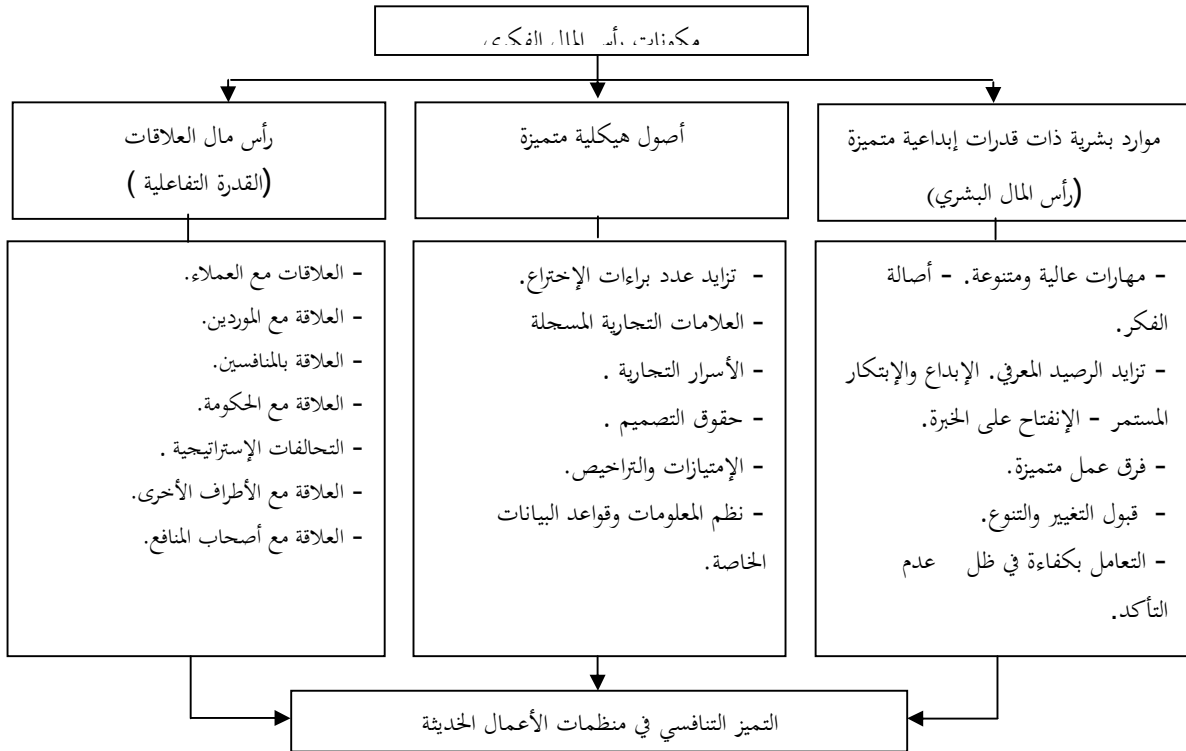 مكونات رأس المال الفكري
موارد بشرية ذات قدرات إبداعية متميزة
(رأس المال البشري)
أصول هيكلية متميزة
رأس مال العلاقات
(القدرة التفاعلية )
- مهارات عالية ومتنوعة. - أصالة
الفكر.
- تزايد الرصيد المعرفي. الإبداع والإبتكار
المستمر - الإنفتاح على الخبرة.
- فرق عمل متميزة.
- قبول التغيير والتنوع.
- التعامل بكفاءة في ظل عدم
التأكد.
- تزايد عدد براءات الإختراع.
- العلامات التجارية المسجلة
- الأسرار التجارية .
- حقوق التصميم .
- الإمتيازات والتراخيص.
- نظم المعلومات وقواعد البيانات
الخاصة.
- العلاقات مع العملاء.
- العلاقة مع الموردين.
- العلاقة بالمنافسين.
- العلاقة مع الحكومة.
- التحالفات الإستراتيجية .
- العلاقة مع الأطراف الأخرى.
- العلاقة مع أصحاب المنافع.
التميز التنافسي في منظمات الأعمال الخديثة